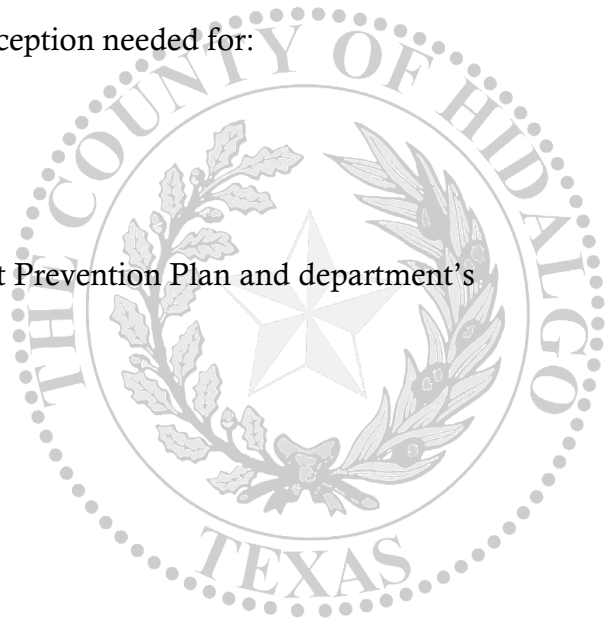 ception needed for:
t Prevention Plan and department's
THE COUNTY OF HIDALGO
TEXAS